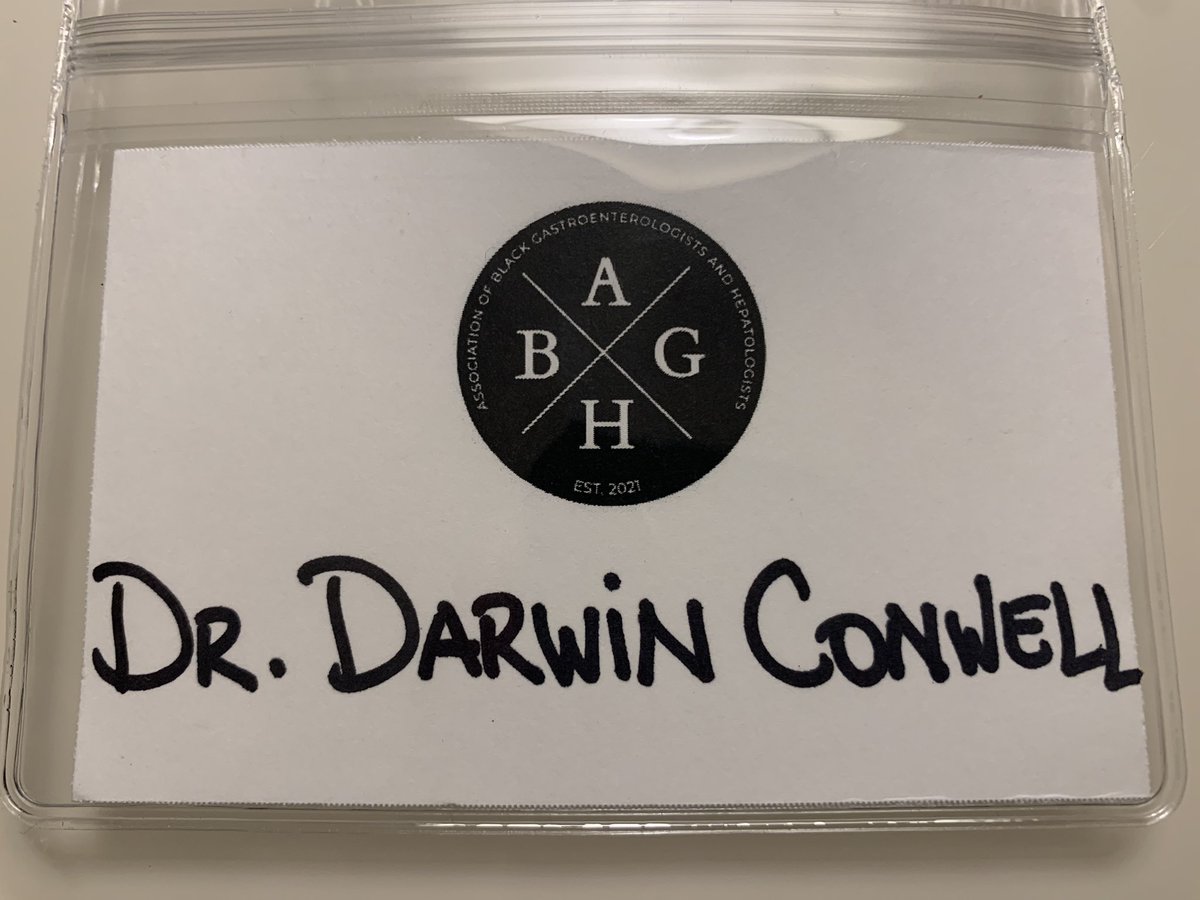 ASSOCIATION OF BLACK GASTROENTEROLOGISTS AND HEPATOLOGISTS
A
B G
H
EST. 2021
DR. DARWIN CONWELL